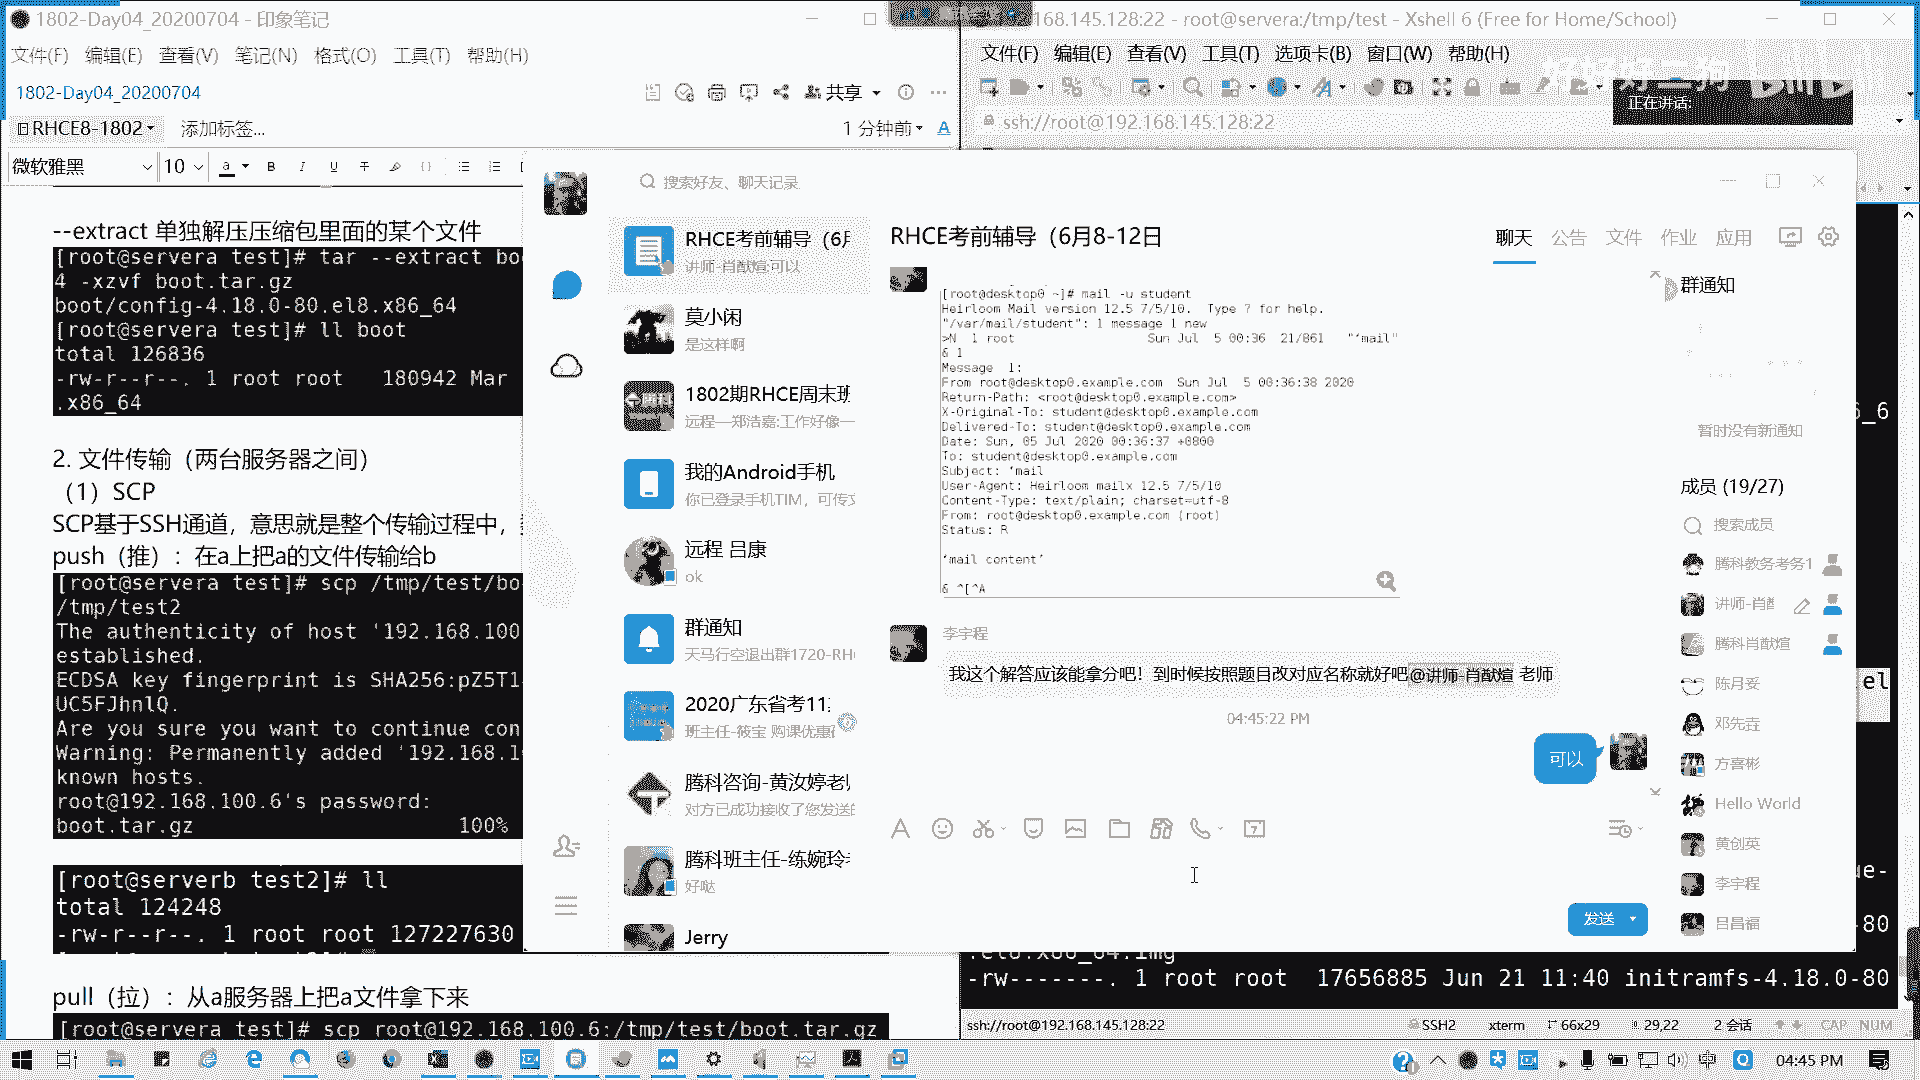 1802-Day04_20200704 - 印象笔记
文件(F) 编辑(E) 查看(V) 笔记(N) 格式(O) 工具(T) 帮助(H)
1802-Day04_20200704
共享
RHCE8-1802
添加标签...
1 分钟前
微软雅黑
10
--extract 单独解压压缩包里面的某个文件
[root@servera test]# tar --extract bo
4 -xzvf boot.tar.gz
boot/config-4.18.0-80.el8.x86_64
[root@servera test]# ll boot
total 126836
-rw-r--r--. 1 root root 180942 Mar
.x86_64
2. 文件传输（两台服务器之间）
（1）SCP
SCP基于SSH通道，意思就是整个传输过程中，
push（推）：在a上把a的文件传输给b
[root@servera test]# scp /tmp/test/bo
/tmp/test2
The authenticity of host '192.168.100
established.
ECDSA key fingerprint is SHA256:pZ5T1
UC5FJhnlQ.
Are you sure you want to continue con
Warning: Permanently added '192.168.1
known hosts.
root@192.168.100.6's password:
boot.tar.gz 100%
[root@serverb test2]# ll
total 124248
-rw-r--r--. 1 root root 127227630
pull（拉）：从a服务器上把a文件拿下来
[root@servera test]# scp root@192.168.100.6:/tmp/test/boot.tar.gz
168.145.128:22 - root@servera:/tmp/test - Xshell 6 (Free for Home/School)
文件(F) 编辑(E) 查看(V) 工具(T) 选项卡(B) 窗口(W) 帮助(H)
ssh://root@192.168.145.128:22
正在讲话:
搜索好友、聊天记录
RHCE考前辅导（6月
讲师-肖猷煊:可以
莫小闲
是这样啊
1802期RHCE周末班
远程—郑浩嘉:工作好像一
我的Android手机
你已登录手机TIM，可传文
远程 吕康
ok
群通知
天马行空退出群1720-RH
2020广东省考11
班主任-筱宝 购课优惠
腾科咨询-黄汝婷老
对方已成功接收了您发送的
腾科班主任-练婉玲老
好哒
Jerry
RHCE考前辅导（6月8-12日
聊天 公告 文件 作业 应用
[root@desktop0 ~]# mail -u student
Heirloom Mail version 12.5 7/5/10. Type ? for help.
"/var/mail/student": 1 message 1 new
>N 1 root Sun Jul 5 00:36 21/861 "‘mail"
& 1
Message 1:
From root@desktop0.example.com Sun Jul 5 00:36:38 2020
Return-Path: <root@desktop0.example.com>
X-Original-To: student@desktop0.example.com
Delivered-To: student@desktop0.example.com
Date: Sun, 05 Jul 2020 00:36:37 +0800
To: student@desktop0.example.com
Subject: ‘mail
User-Agent: Heirloom mailx 12.5 7/5/10
Content-Type: text/plain; charset=utf-8
From: root@desktop0.example.com (root)
Status: R
‘mail content’
& ^[^A
李宇程
我这个解答应该能拿分吧！到时候按照题目改对应名称就好吧@讲师-肖猷煊 老师
04:45:22 PM
可以
发送
群通知
暂时没有新通知
成员 (19/27)
搜索成员
腾科教务考务1
讲师-肖猷
腾科肖猷煊
陈月妥
邓先壵
方喜彬
Hello World
黄创英
李宇程
吕昌福
6_6
el
ue-
-80
.el8.x86_64.img
-rw-------. 1 root root 17656885 Jun 21 11:40 initramfs-4.18.0-80
ssh://root@192.168.145.128:22
SSH2 xterm 66x29 29,22 2 会话 CAP NUM
中
04:45 PM